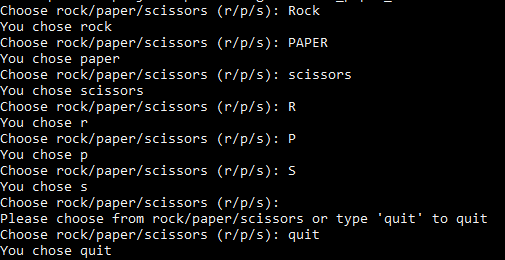 Choose rock/paper/scissors (r/p/s): Rock
You chose rock
Choose rock/paper/scissors (r/p/s): PAPER
You chose paper
Choose rock/paper/scissors (r/p/s): scissors
You chose scissors
Choose rock/paper/scissors (r/p/s): R
You chose r
Choose rock/paper/scissors (r/p/s): P
You chose p
Choose rock/paper/scissors (r/p/s): S
You chose s
Choose rock/paper/scissors (r/p/s):
Please choose from rock/paper/scissors or type 'quit' to quit
Choose rock/paper/scissors (r/p/s): quit
You chose quit